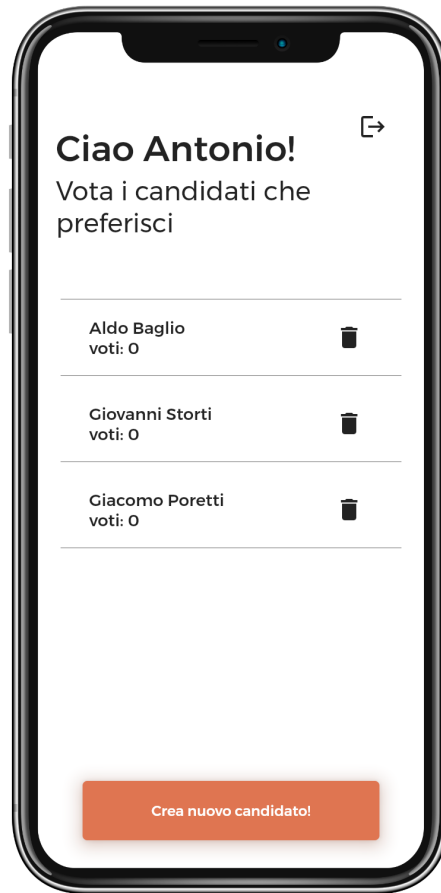 Ciao Antonio!
Vota i candidati che
preferisci
Aldo Baglio
voti: 0
Giovanni Storti
voti: 0
Giacomo Poretti
voti: 0
Crea nuovo candidato!